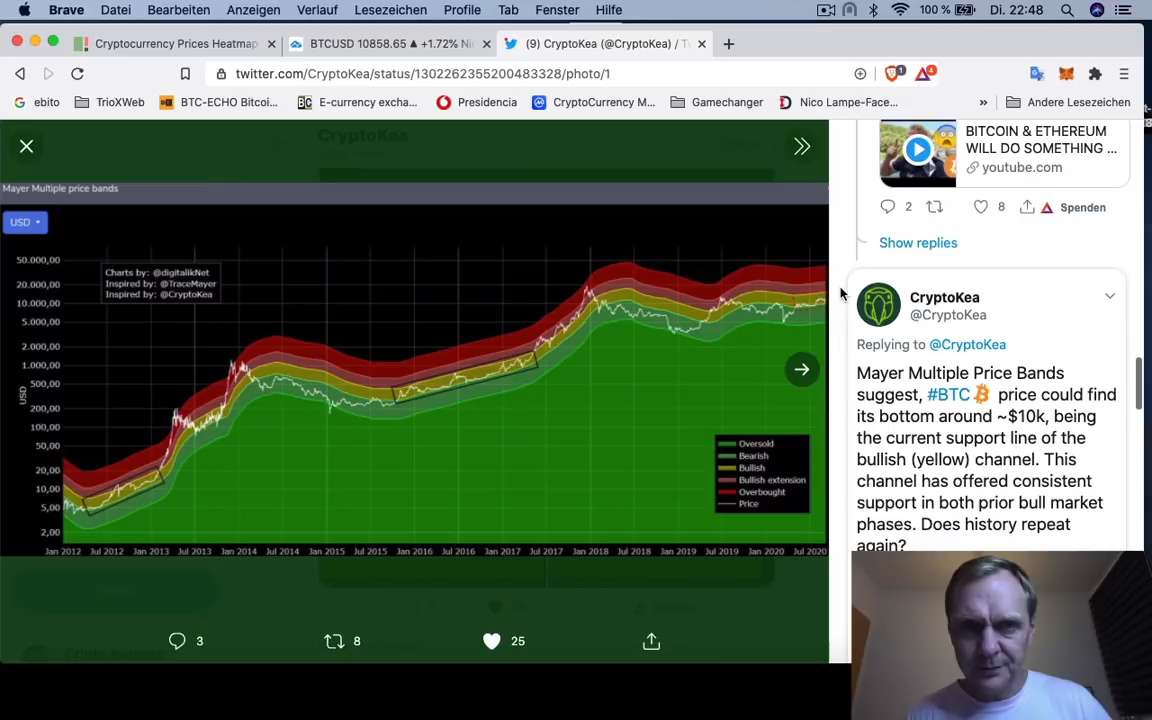 Brave Datei Bearbeiten Anzeigen Verlauf Lesezeichen Profile Tab Fenster Hilfe 100 % Di. 22:48
Cryptocurrency Prices Heatmap
BTCUSD 10858.65 ▲ +1.72%
(9) CryptoKea (@CryptoKea) /
twitter.com/CryptoKea/status/1302262355200483328/photo/1
1
4
ebito TrioXWeb BTC-ECHO Bitcoi... E-currency excha... Presidencia CryptoCurrency M... Gamechanger Nico Lampe-Face... » Andere Lesezeichen
Mayer Multiple price bands
USD
Charts by: @digitalikNet
Inspired by: @TraceMayer
Inspired by: @CryptoKea
50.000,00
20.000,00
10.000,00
5.000,00
2.000,00
1.000,00
500,00
200,00
100,00
50,00
20,00
10,00
5,00
2,00
USD
Oversold
Bearish
Bullish
Bullish extension
Overbought
Price
Jan 2012 Jul 2012 Jan 2013 Jul 2013 Jan 2014 Jul 2014 Jan 2015 Jul 2015 Jan 2016 Jul 2016 Jan 2017 Jul 2017 Jan 2018 Jul 2018 Jan 2019 Jul 2019 Jan 2020 Jul 2020
3 8 25
BITCOIN & ETHEREUM
WILL DO SOMETHING ...
youtube.com
2 8 Spenden
Show replies
CryptoKea
@CryptoKea
Replying to @CryptoKea
Mayer Multiple Price Bands
suggest, #BTC price could find
its bottom around ~$10k, being
the current support line of the
bullish (yellow) channel. This
channel has offered consistent
support in both prior bull market
phases. Does history repeat
again?